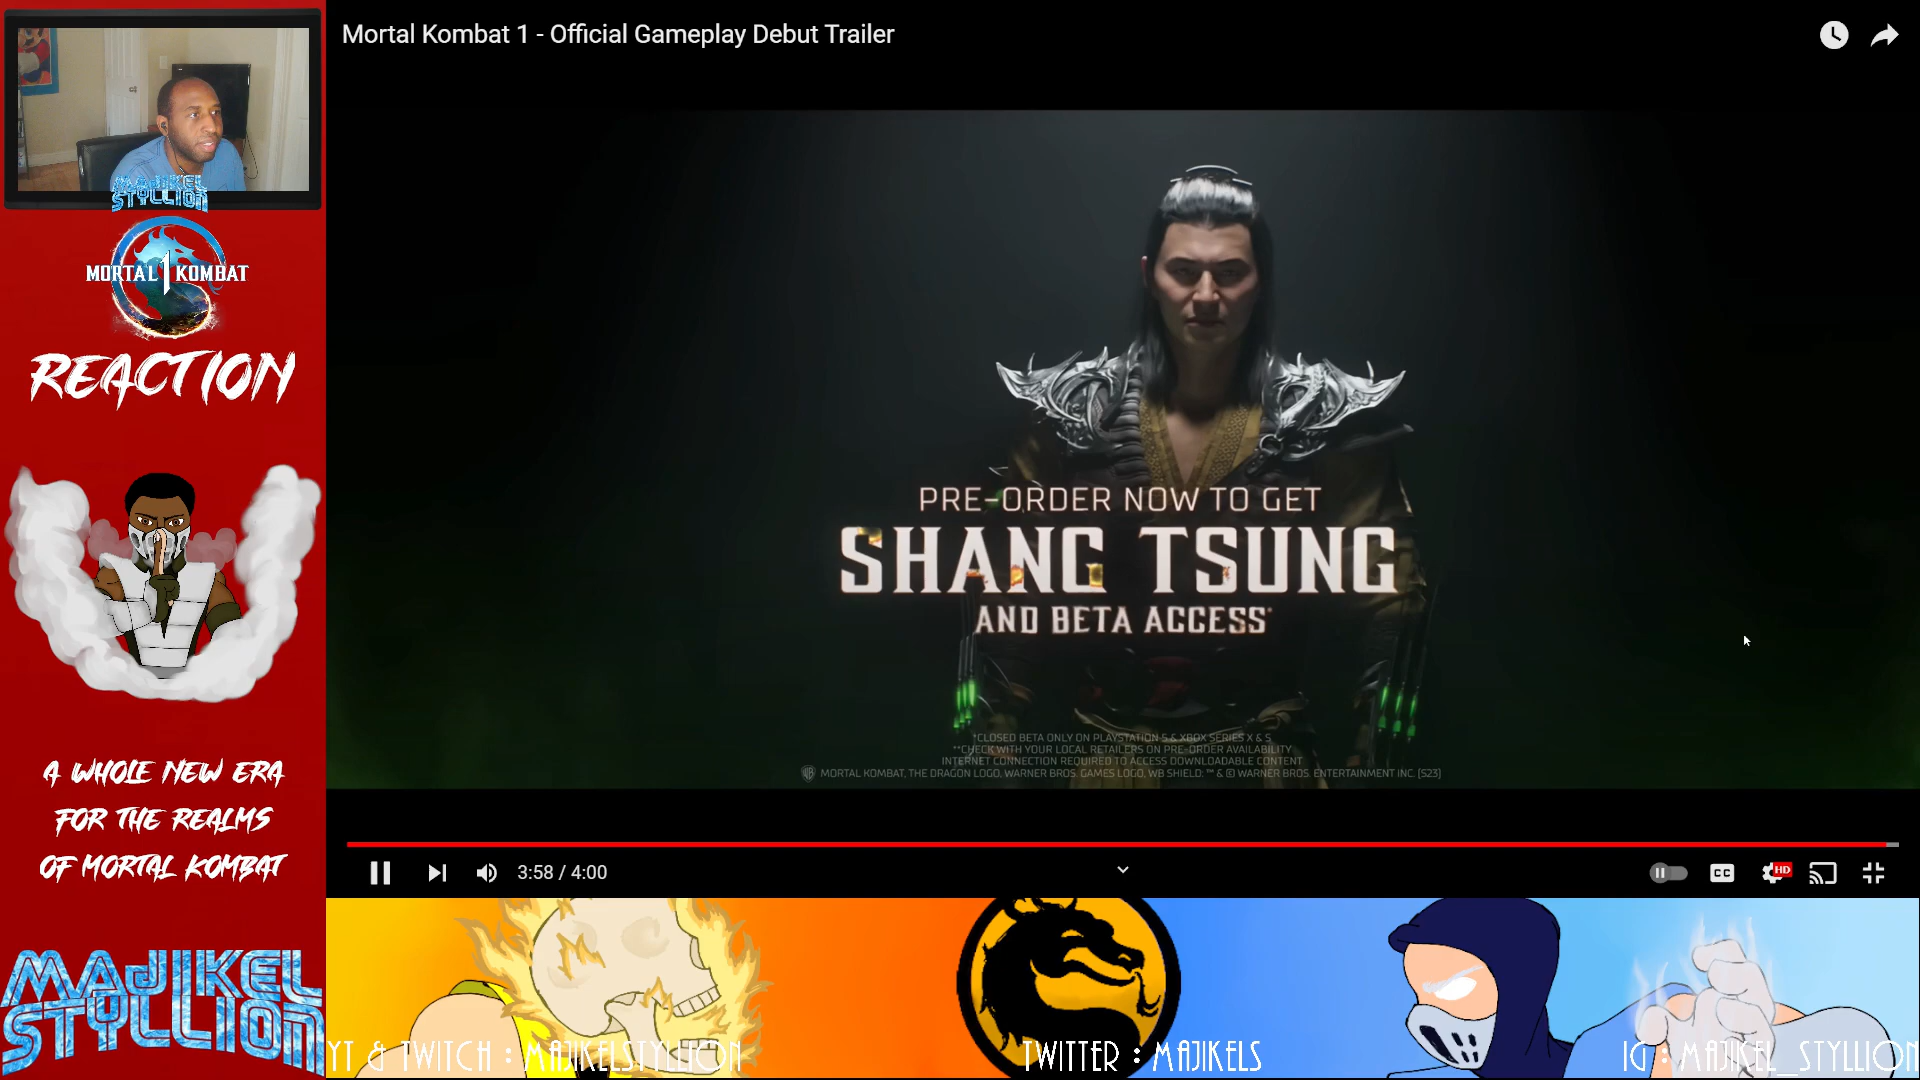 Mortal Kombat 1 - Official Gameplay Debut Trailer
MAJIKEL
STYLLION
MORTAL 1 KOMBAT
REACTION
A WHOLE NEW ERA
FOR THE REALMS
OF MORTAL KOMBAT
MAJIKEL
STYLLION
PRE-ORDER NOW TO GET
SHANG TSUNG
AND BETA ACCESS*
*CLOSED BETA ONLY ON PLAYSTATION 5 & XBOX SERIES X & S
**CHECK WITH YOUR LOCAL RETAILERS ON PRE-ORDER AVAILABILITY
INTERNET CONNECTION REQUIRED TO ACCESS DOWNLOADABLE CONTENT
MORTAL KOMBAT, THE DRAGON LOGO, WARNER BROS. GAMES LOGO, WB SHIELD: ™ & © WARNER BROS. ENTERTAINMENT INC. (S23)
3:58 / 4:00
CC
HD
YT & TWITCH : MAJIKELSTYLLION
TWITTER : MAJIKELS
IG : MAJIKEL_STYLLION